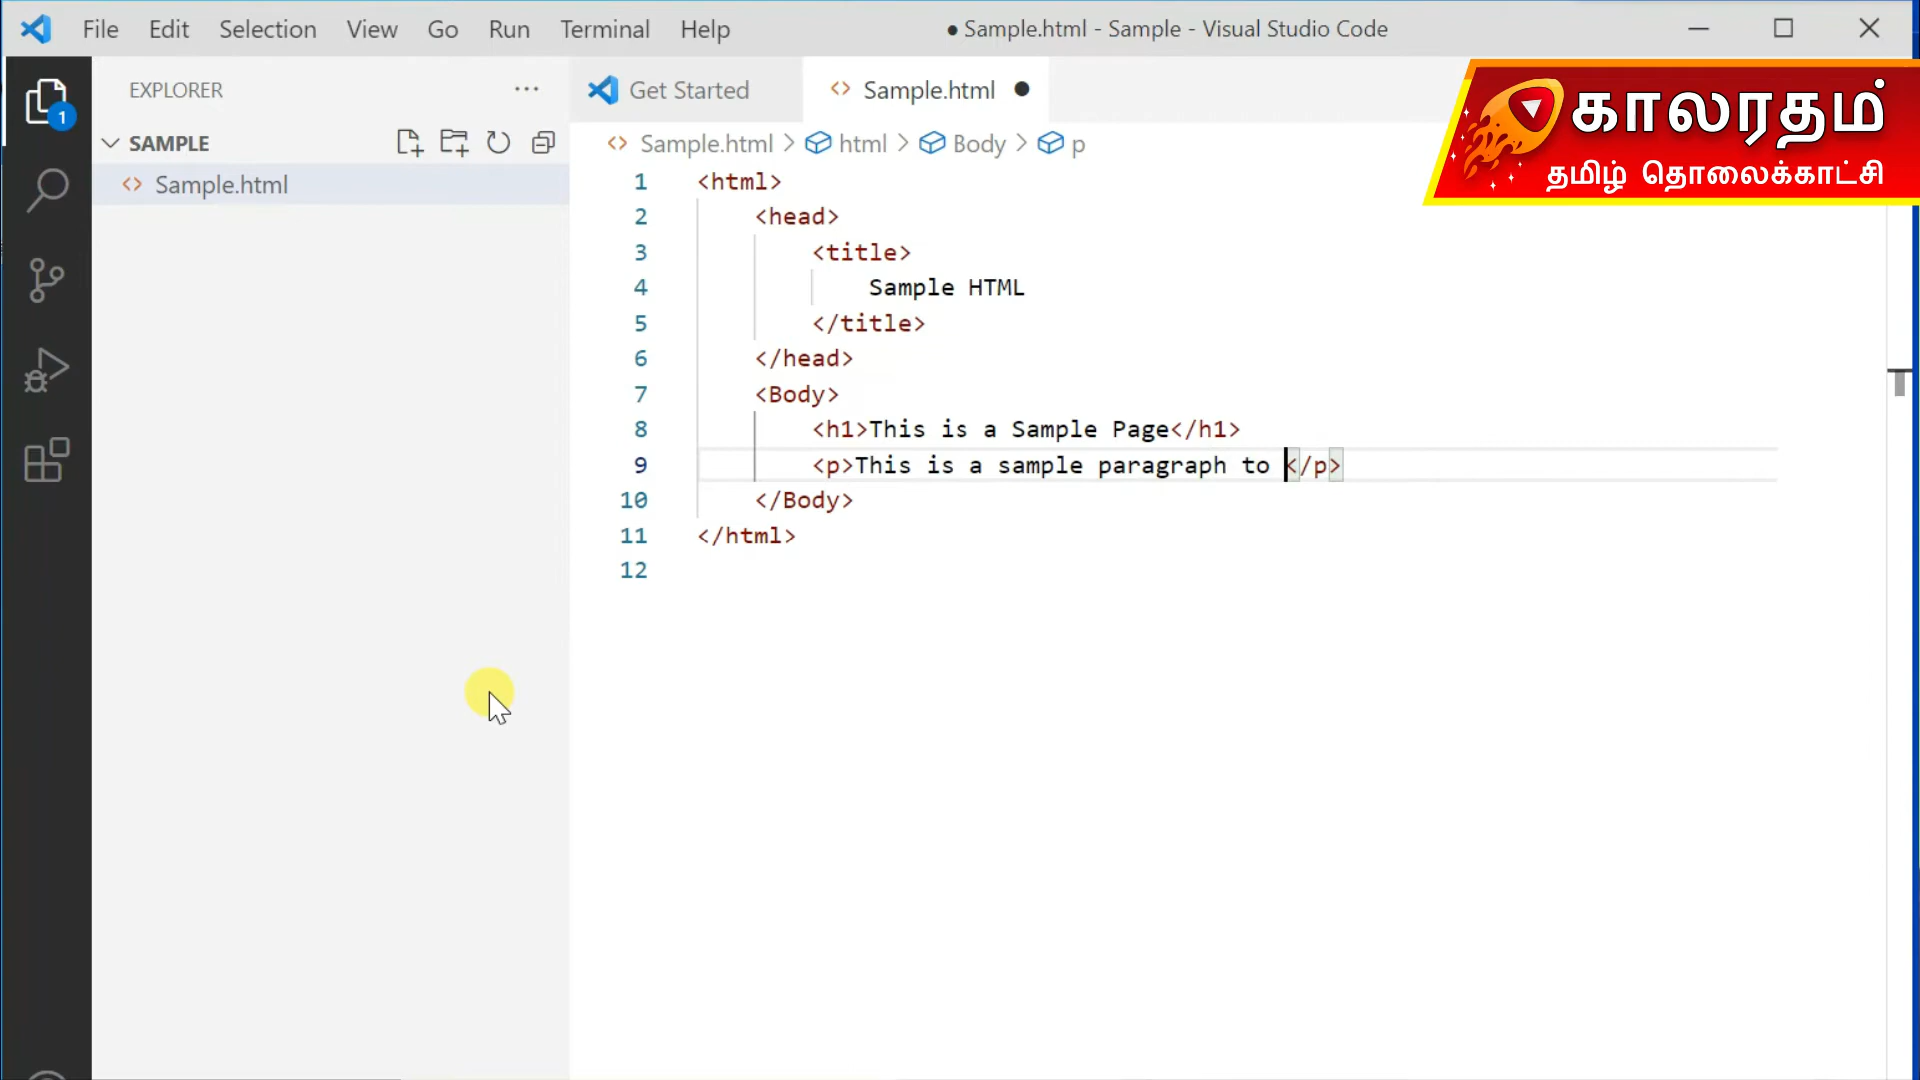 File Edit Selection View Go Run Terminal Help
● Sample.html - Sample - Visual Studio Code
EXPLORER
Get Started
Sample.html
காலரதம்
தமிழ் தொலைக்காட்சி
1
SAMPLE
Sample.html > html > Body > p
Sample.html
1 <html>
2 <head>
3 <title>
4 Sample HTML
5 </title>
6 </head>
7 <Body>
8 <h1>This is a Sample Page</h1>
9 <p>This is a sample paragraph to </p>
10 </Body>
11 </html>
12